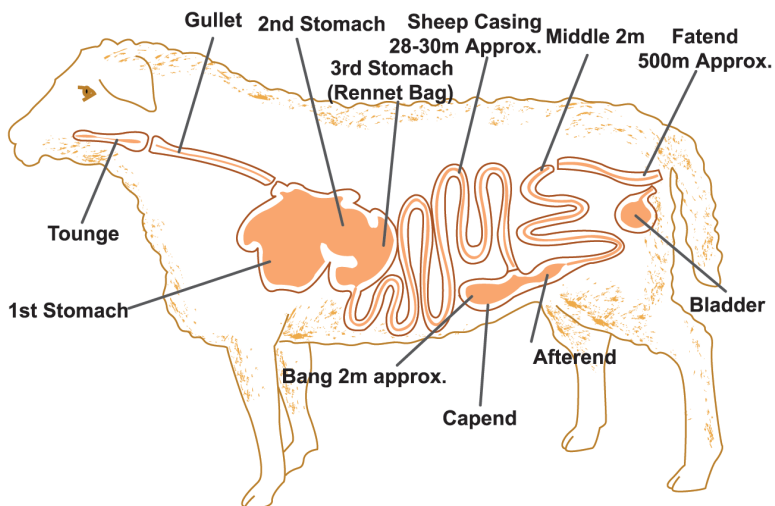 Gullet
2nd Stomach
Sheep Casing
28-30m Approx.
3rd Stomach
(Rennet Bag)
Middle 2m
Fatend
500m Approx.
Tounge
1st Stomach
Bang 2m approx.
Capend
Afterend
Bladder